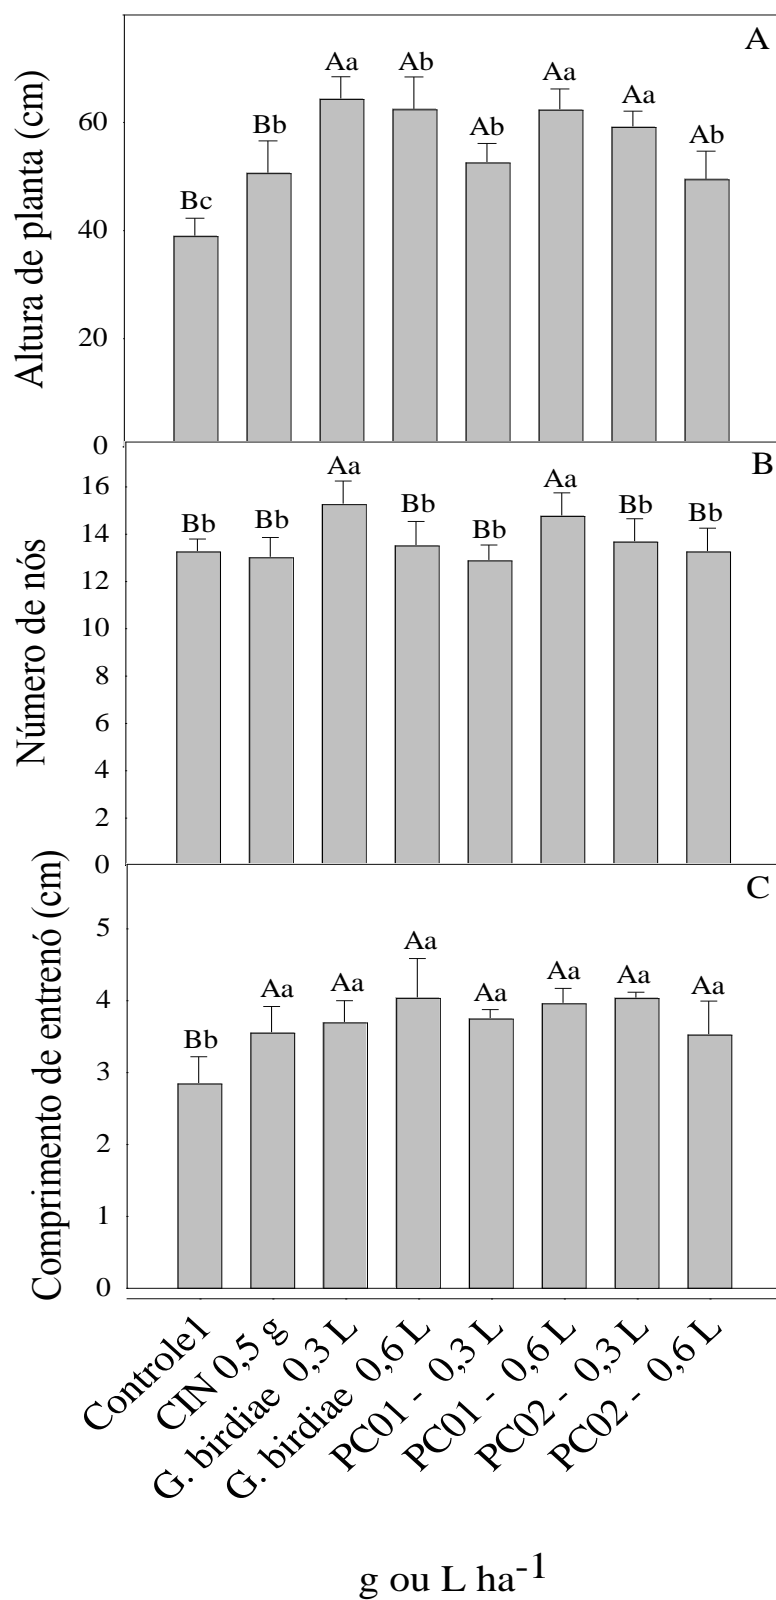 A
Altura de planta (cm)
60
40
20
0
Bc
Bb
Aa
Ab
Ab
Aa
Aa
Ab
B
Número de nós
16
14
12
10
8
6
4
2
0
Bb
Bb
Aa
Bb
Bb
Aa
Bb
Bb
C
Comprimento de entrenó (cm)
5
4
3
2
1
0
Bb
Aa
Aa
Aa
Aa
Aa
Aa
Aa
Controle1
CIN 0,5 g
G. birdiae 0,3 L
G. birdiae 0,6 L
PC01 - 0,3 L
PC01 - 0,6 L
PC02 - 0,3 L
PC02 - 0,6 L
g ou L ha-1